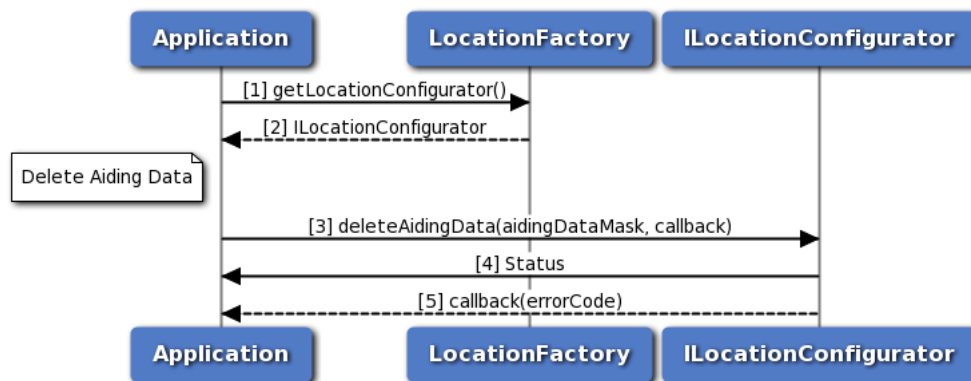 Application
LocationFactory
ILocationConfigurator
[1] getLocationConfigurator()
[2] ILocationConfigurator
Delete Aiding Data
[3] deleteAidingData(aidingDataMask, callback)
[4] Status
[5] callback(errorCode)
Application
LocationFactory
ILocationConfigurator